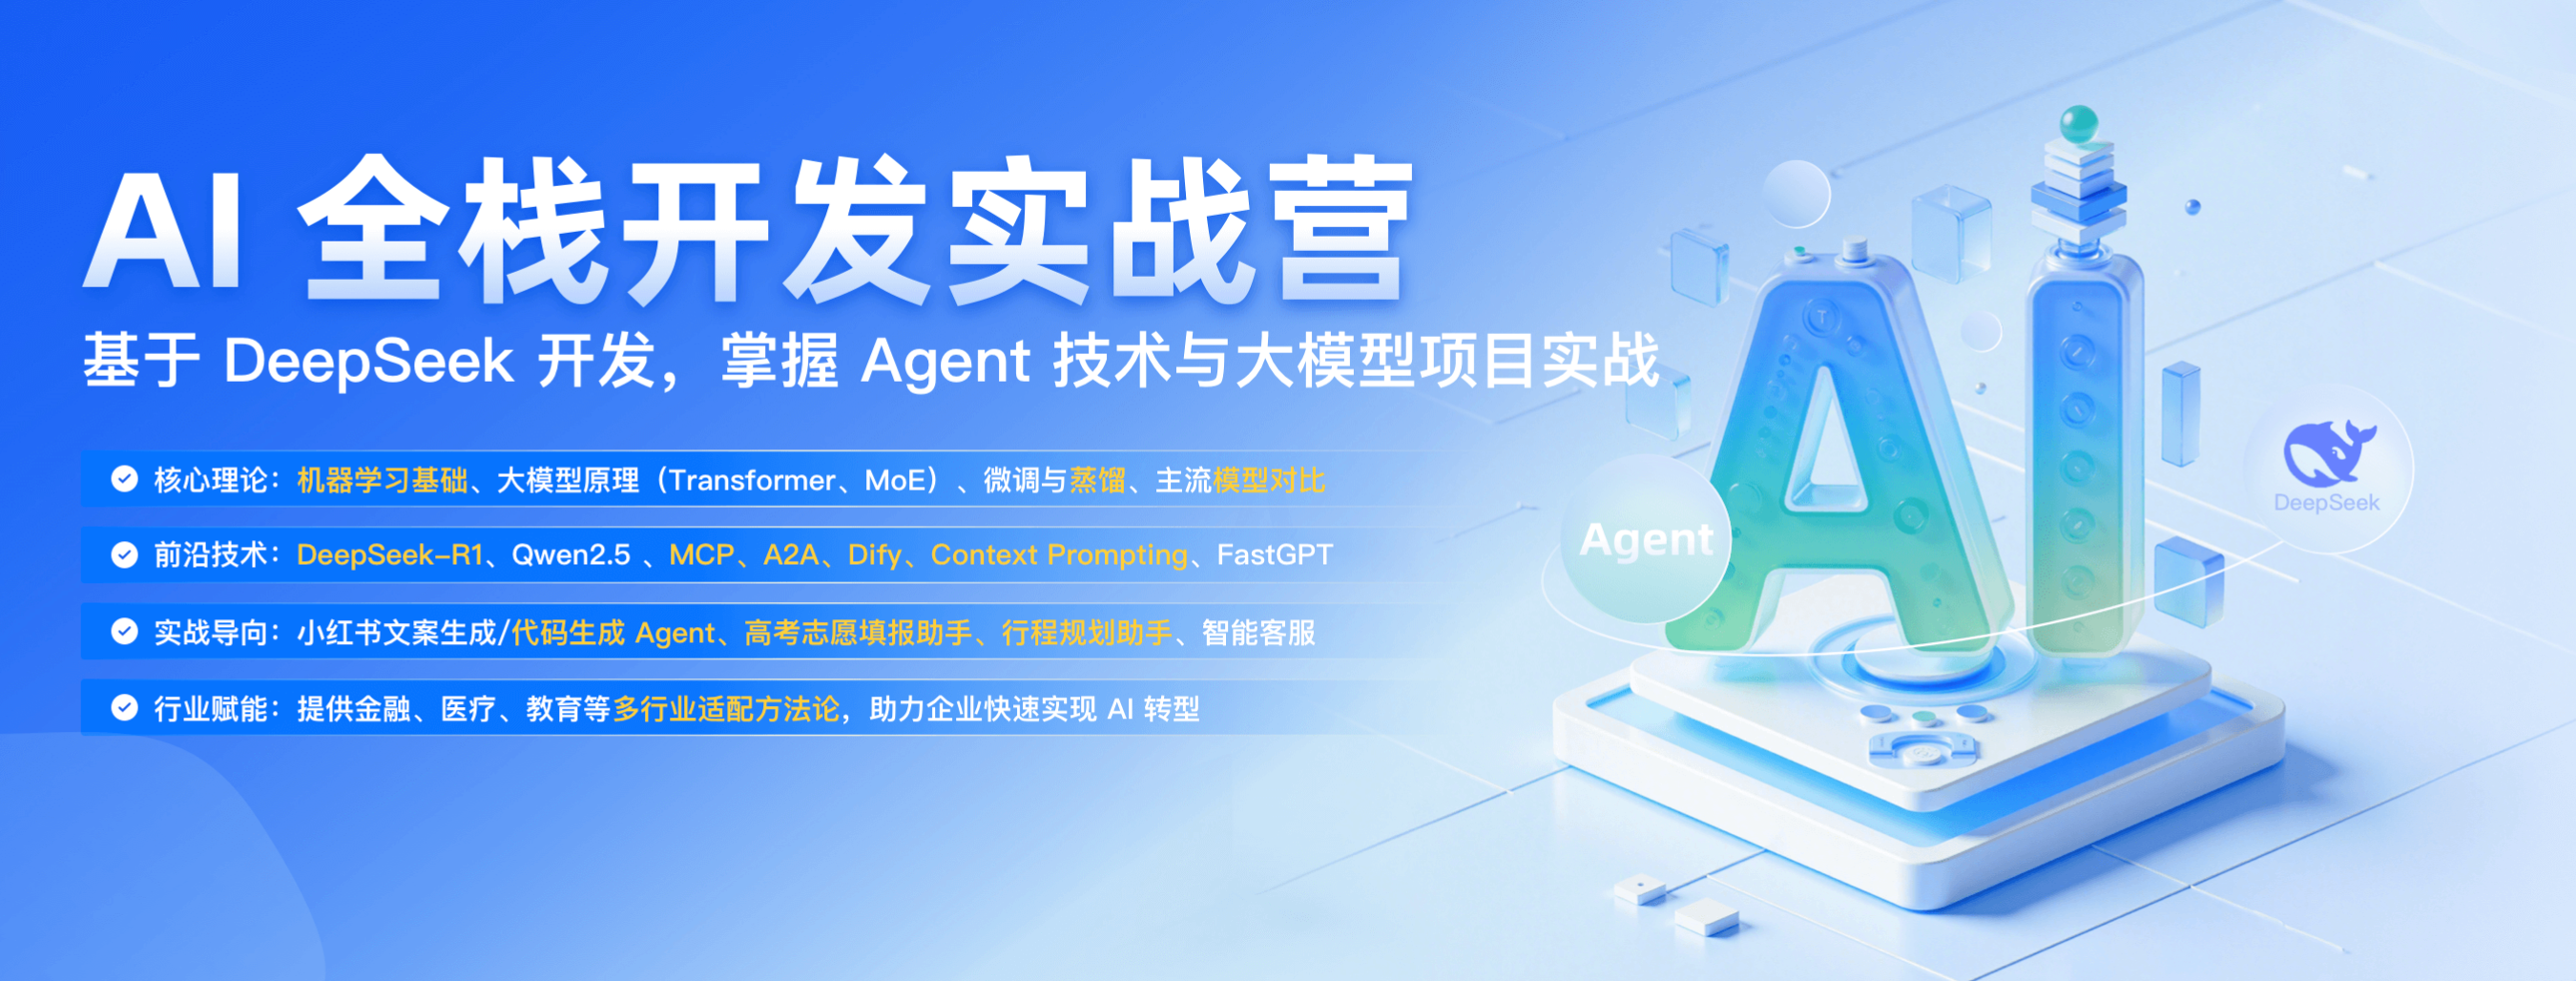 AI 全栈开发实战营
基于 DeepSeek 开发，掌握 Agent 技术与大模型项目实战
核心理论：机器学习基础、大模型原理（Transformer、MoE）、微调与蒸馏、主流模型对比
前沿技术：DeepSeek-R1、Qwen2.5 、MCP、A2A、Dify、Context Prompting、FastGPT
实战导向：小红书文案生成/代码生成 Agent、高考志愿填报助手、行程规划助手、智能客服
行业赋能：提供金融、医疗、教育等多行业适配方法论，助力企业快速实现 AI 转型
Agent
AI
DeepSeek